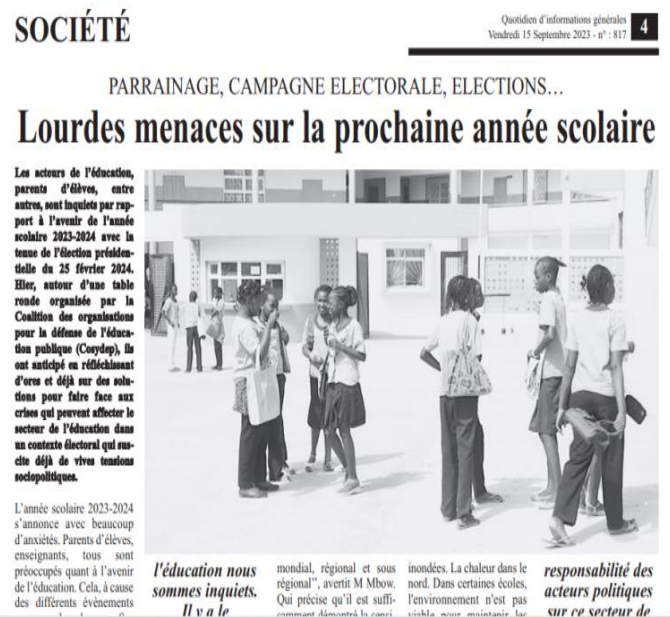 SOCIÉTÉ
Quotidien d'informations générales
Vendredi 15 Septembre 2023 - n° : 817
4
PARRAINAGE, CAMPAGNE ELECTORALE, ELECTIONS…
Lourdes menaces sur la prochaine année scolaire
Les acteurs de l'éducation,
parents d'élèves, entre
autres, sont inquiets par rap-
port à l'avenir de l'année
scolaire 2023-2024 avec la
tenue de l'élection présiden-
tielle du 25 février 2024.
Hier, autour d'une table
ronde organisée par la
Coalition des organisations
pour la défense de l'éduca-
tion publique (Cosydep), ils
ont anticipé en réfléchissant
d'ores et déjà sur des solu-
tions pour faire face aux
crises qui peuvent affecter le
secteur de l'éducation dans
un contexte électoral qui sus-
cite déjà de vives tensions
sociopolitiques.
L'année scolaire 2023-2024
s'annonce avec beaucoup
d'anxiétés. Parents d'élèves,
enseignants, tous sont
préoccupés quant à l'avenir
de l'éducation. Cela, à cause
des différents évènements
l'éducation nous
sommes inquiets.
Il y a le
mondial, régional et sous
régional", avertit M Mbow.
Qui précise qu'il est suffi-
inondées. La chaleur dans le
nord. Dans certaines écoles,
l'environnement n'est pas
responsabilité des
acteurs politiques
sur ce secteur de